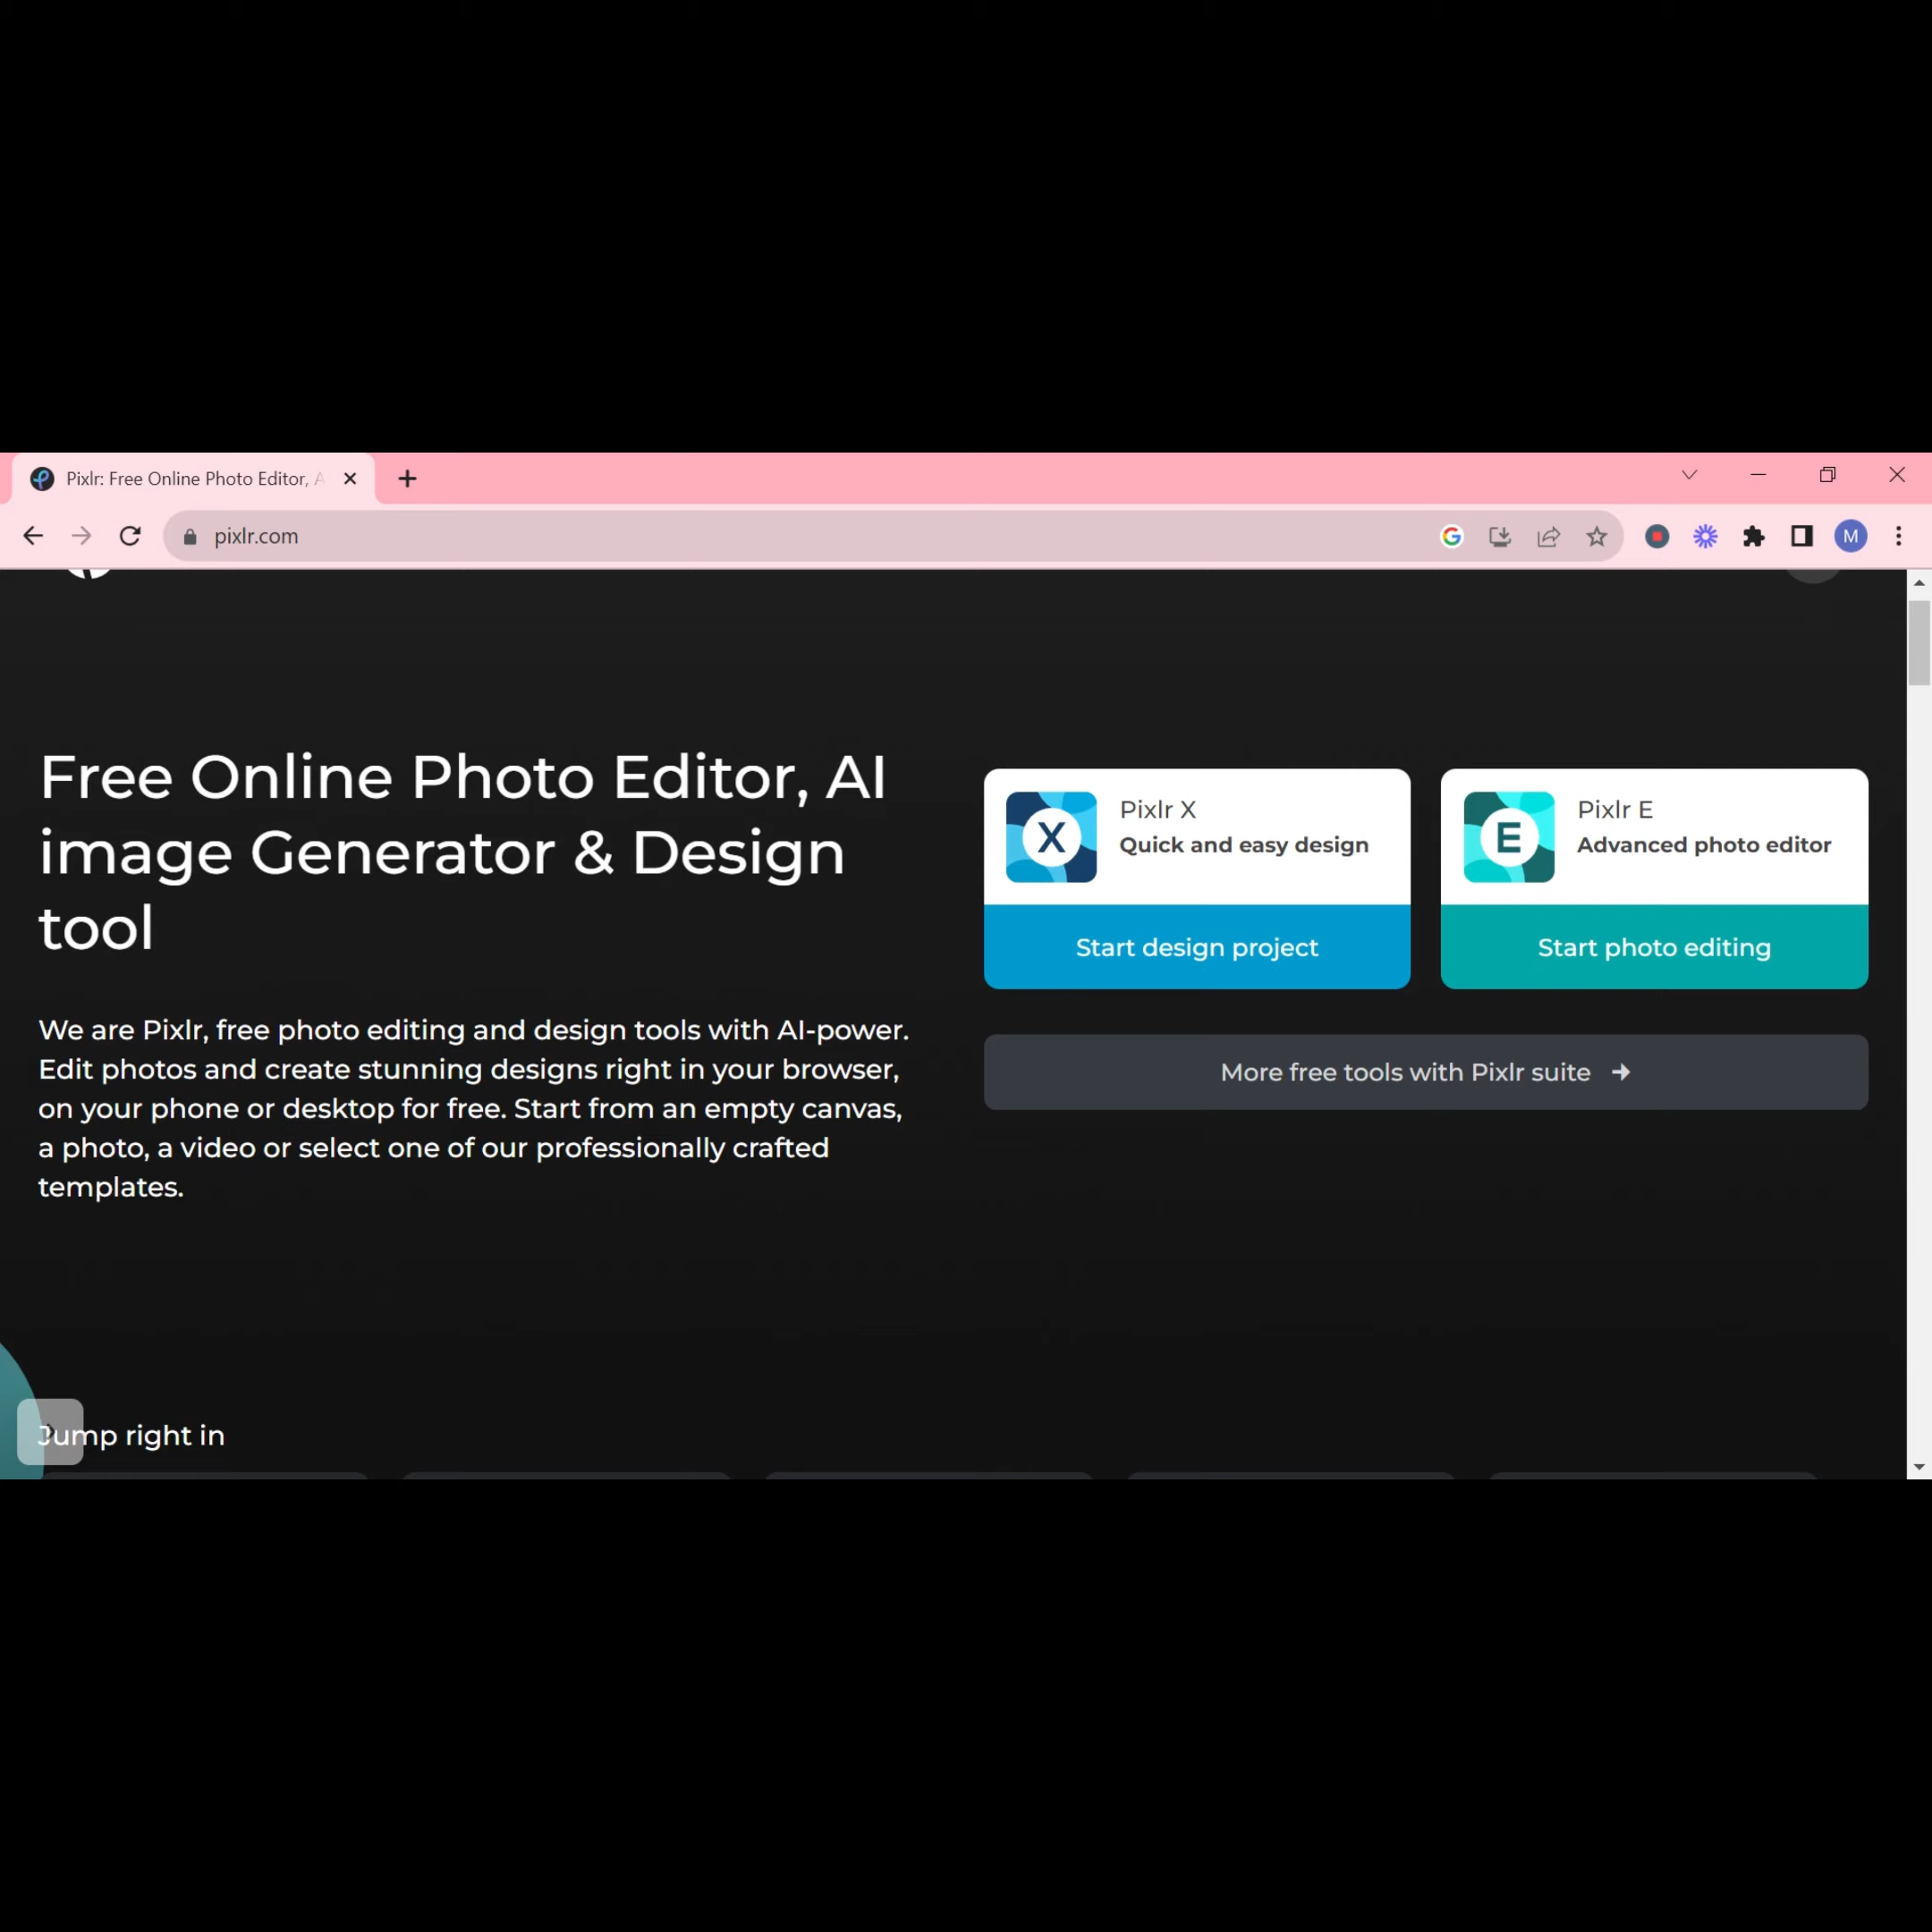 Pixlr: Free Online Photo Editor, A
pixlr.com
M
Free Online Photo Editor, AI
image Generator & Design
tool
We are Pixlr, free photo editing and design tools with AI-power.
Edit photos and create stunning designs right in your browser,
on your phone or desktop for free. Start from an empty canvas,
a photo, a video or select one of our professionally crafted
templates.
X
Pixlr X
Quick and easy design
Start design project
E
Pixlr E
Advanced photo editor
Start photo editing
More free tools with Pixlr suite
Jump right in